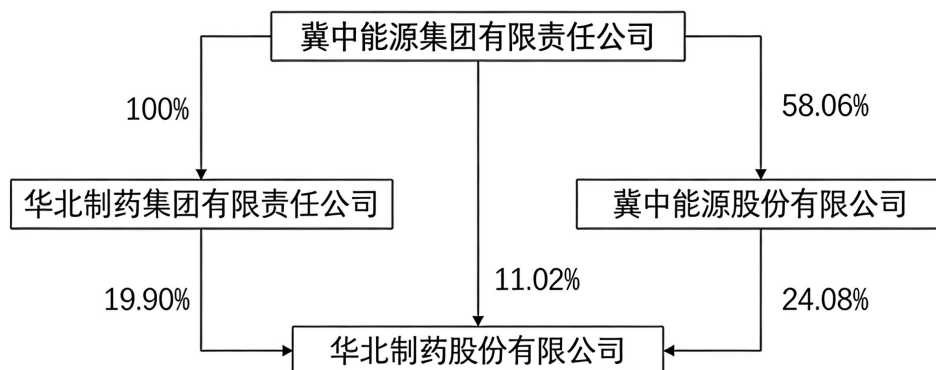 冀中能源集团有限责任公司
100%
58.06%
华北制药集团有限责任公司
冀中能源股份有限公司
19.90%
11.02%
24.08%
华北制药股份有限公司